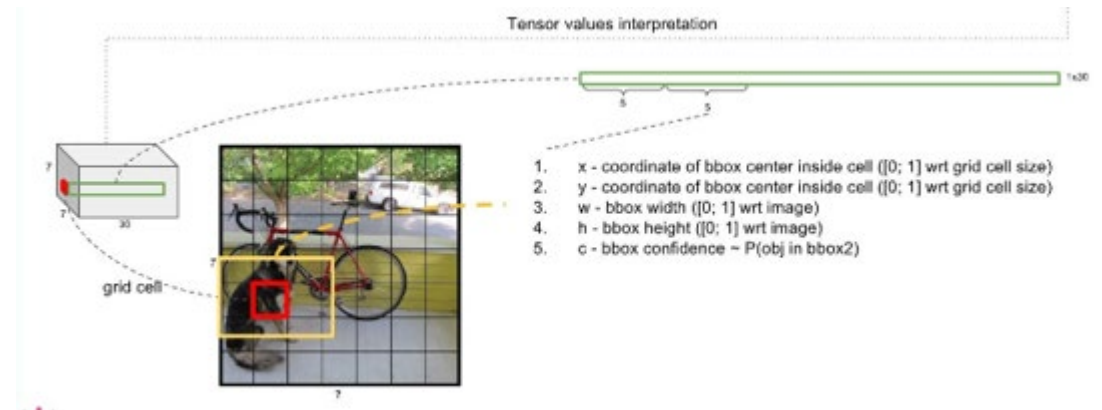 Tensor values interpretation
1x30
5
5
7
7
30
grid cell
7
7
1. x - coordinate of bbox center inside cell ([0; 1] wrt grid cell size)
2. y - coordinate of bbox center inside cell ([0; 1] wrt grid cell size)
3. w - bbox width ([0; 1] wrt image)
4. h - bbox height ([0; 1] wrt image)
5. c - bbox confidence ~ P(obj in bbox2)